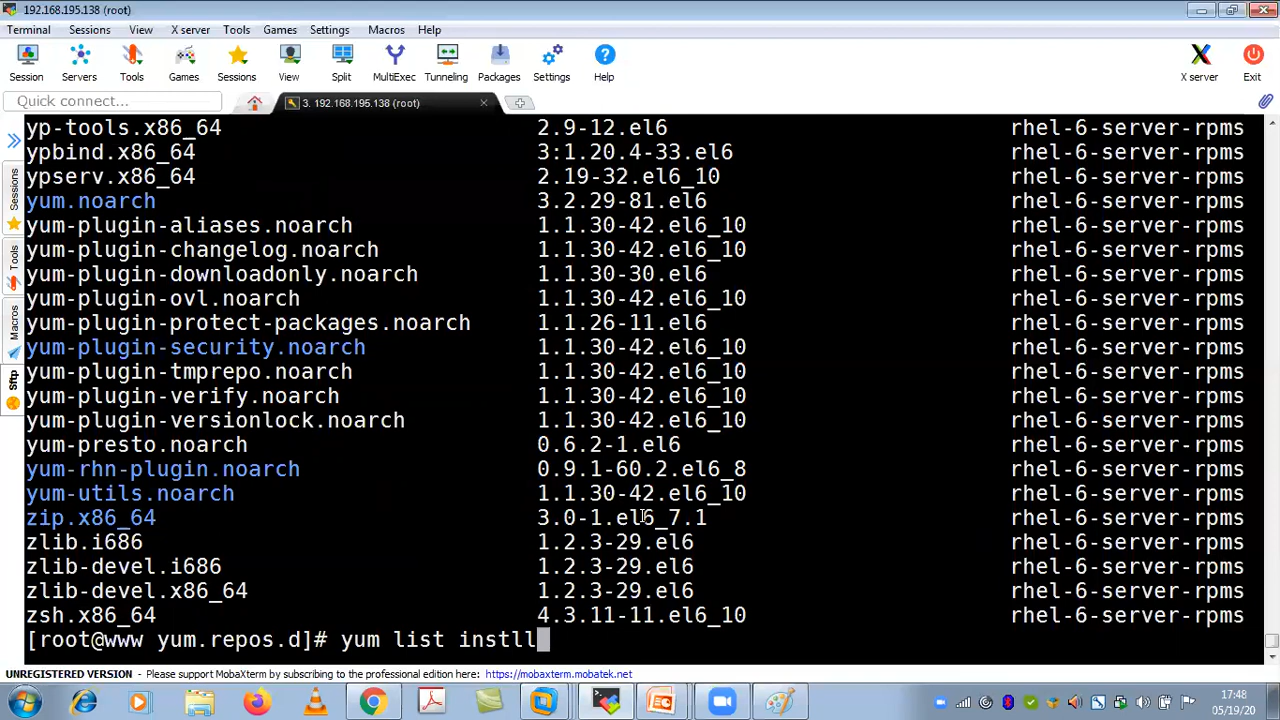 192.168.195.138 (root)
Terminal Sessions View X server Tools Games Settings Macros Help
Session Servers Tools Games Sessions View Split MultiExec Tunneling Packages Settings Help X server Exit
Quick connect...
3. 192.168.195.138 (root)
Sessions
Tools
Macros
Sftp
yp-tools.x86_64 2.9-12.el6 rhel-6-server-rpms
ypbind.x86_64 3:1.20.4-33.el6 rhel-6-server-rpms
ypserv.x86_64 2.19-32.el6_10 rhel-6-server-rpms
yum.noarch 3.2.29-81.el6 rhel-6-server-rpms
yum-plugin-aliases.noarch 1.1.30-42.el6_10 rhel-6-server-rpms
yum-plugin-changelog.noarch 1.1.30-42.el6_10 rhel-6-server-rpms
yum-plugin-downloadonly.noarch 1.1.30-30.el6 rhel-6-server-rpms
yum-plugin-ovl.noarch 1.1.30-42.el6_10 rhel-6-server-rpms
yum-plugin-protect-packages.noarch 1.1.26-11.el6 rhel-6-server-rpms
yum-plugin-security.noarch 1.1.30-42.el6_10 rhel-6-server-rpms
yum-plugin-tmprepo.noarch 1.1.30-42.el6_10 rhel-6-server-rpms
yum-plugin-verify.noarch 1.1.30-42.el6_10 rhel-6-server-rpms
yum-plugin-versionlock.noarch 1.1.30-42.el6_10 rhel-6-server-rpms
yum-presto.noarch 0.6.2-1.el6 rhel-6-server-rpms
yum-rhn-plugin.noarch 0.9.1-60.2.el6_8 rhel-6-server-rpms
yum-utils.noarch 1.1.30-42.el6_10 rhel-6-server-rpms
zip.x86_64 3.0-1.el6_7.1 rhel-6-server-rpms
zlib.i686 1.2.3-29.el6 rhel-6-server-rpms
zlib-devel.i686 1.2.3-29.el6 rhel-6-server-rpms
zlib-devel.x86_64 1.2.3-29.el6 rhel-6-server-rpms
zsh.x86_64 4.3.11-11.el6_10 rhel-6-server-rpms
[root@www yum.repos.d]# yum list instll
UNREGISTERED VERSION - Please support MobaXterm by subscribing to the professional edition here: https://mobaxterm.mobatek.net
17:48
05/19/20